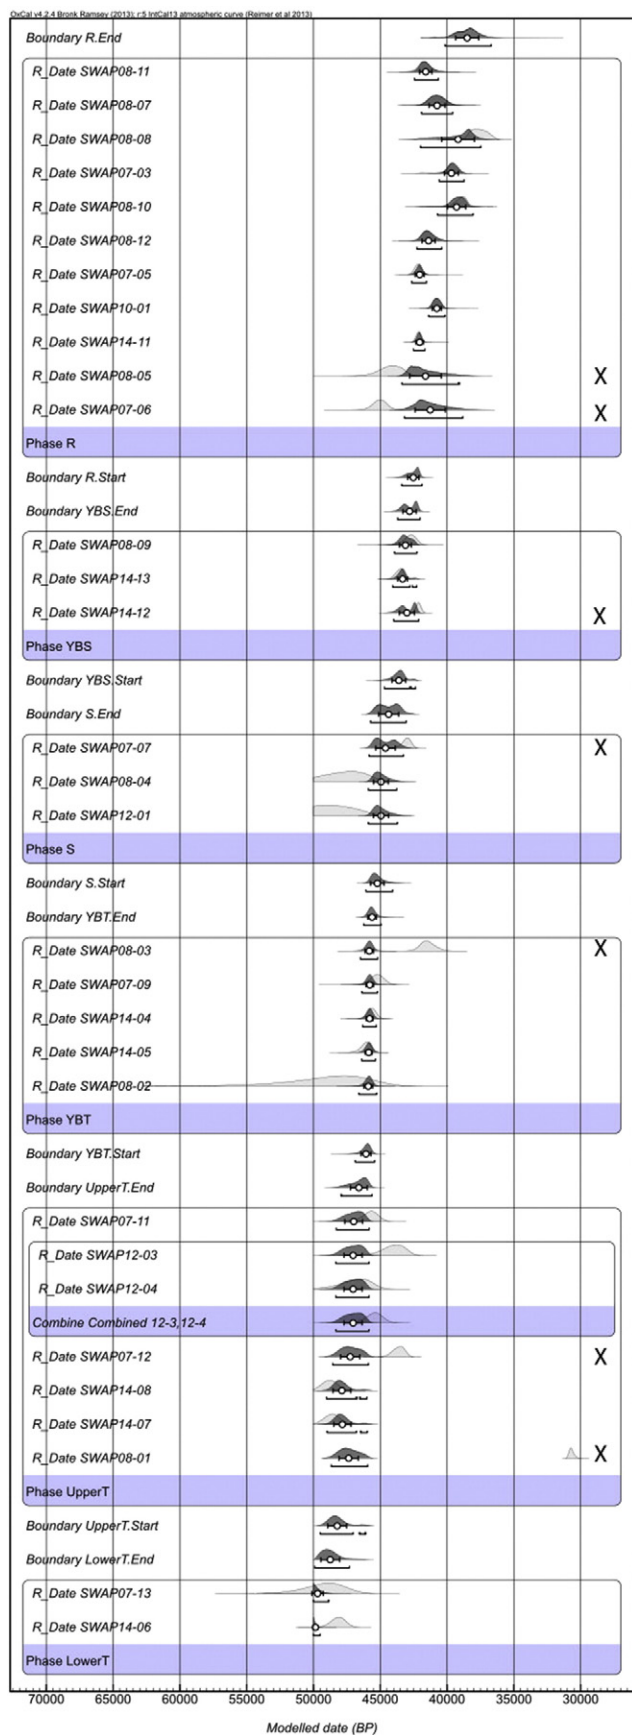 OxCal v4.2.4 Bronk Ramsey (2013); r:5 IntCal13 atmospheric curve (Reimer et al 2013)
Boundary R.End
R_Date SWAP08-11
R_Date SWAP08-07
R_Date SWAP08-08
R_Date SWAP07-03
R_Date SWAP08-10
R_Date SWAP08-12
R_Date SWAP07-05
R_Date SWAP10-01
R_Date SWAP14-11
R_Date SWAP08-05 X
R_Date SWAP07-06 X
Phase R
Boundary R.Start
Boundary YBS.End
R_Date SWAP08-09
R_Date SWAP14-13
R_Date SWAP14-12 X
Phase YBS
Boundary YBS.Start
Boundary S.End
R_Date SWAP07-07 X
R_Date SWAP08-04
R_Date SWAP12-01
Phase S
Boundary S.Start
Boundary YBT.End
R_Date SWAP08-03 X
R_Date SWAP07-09
R_Date SWAP14-04
R_Date SWAP14-05
R_Date SWAP08-02
Phase YBT
Boundary YBT.Start
Boundary UpperT.End
R_Date SWAP07-11
R_Date SWAP12-03
R_Date SWAP12-04
Combine Combined 12-3,12-4
R_Date SWAP07-12 X
R_Date SWAP14-08
R_Date SWAP14-07
R_Date SWAP08-01 X
Phase UpperT
Boundary UpperT.Start
Boundary LowerT.End
R_Date SWAP07-13
R_Date SWAP14-06
Phase LowerT
70000 65000 60000 55000 50000 45000 40000 35000 30000
Modelled date (BP)